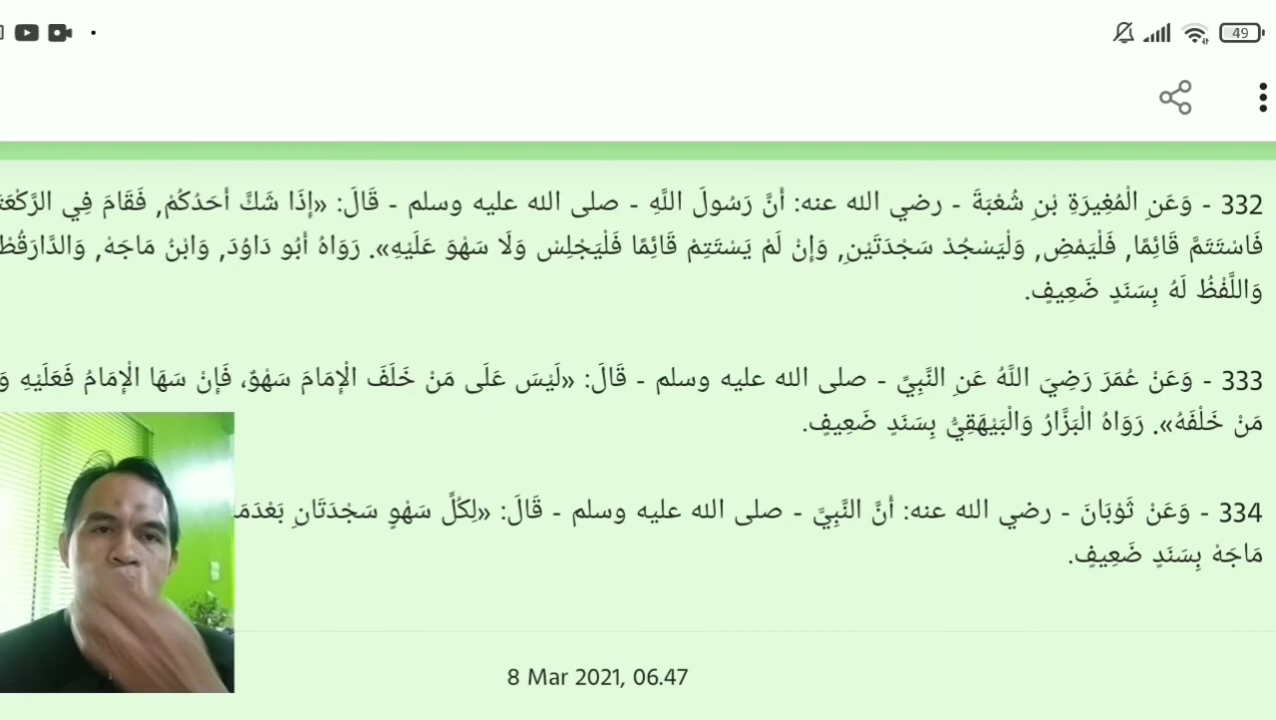 49
332 - وَعَنِ الْمُغِيرَةِ بْنِ شُعْبَةَ - رضي الله عنه: أَنَّ رَسُولَ اللَّهِ - صلى الله عليه وسلم - قَالَ: «إِذَا شَكَّ أَحَدُكُمْ, فَقَامَ فِي
فَاسْتَتَمَّ قَائِمًا, فَلْيَمْضِ, وَلْيَسْجُدْ سَجْدَتَيْنِ, وَإِنْ لَمْ يَسْتَتِمْ قَائِمًا فَلْيَجْلِسْ وَلَا سَهْوَ عَلَيْهِ». رَوَاهُ أَبُو دَاوُدَ, وَابْنُ مَاجَهْ,
وَاللَّفْظُ لَهُ بِسَنَدٍ ضَعِيفٍ.
333 - وَعَنْ عُمَرَ رَضِيَ اللَّهُ عَنِ النَّبِيِّ - صلى الله عليه وسلم - قَالَ: «لَيْسَ عَلَى مَنْ خَلَفَ الْإِمَامَ سَهْوٌ، فَإِنْ سَهَا الْإِمَامُ فَعَلَيْهِ
مَنْ خَلْفَهُ». رَوَاهُ الْبَزَّارُ وَالْبَيْهَقِيُّ بِسَنَدٍ ضَعِيفٍ.
334 - وَعَنْ ثَوْبَانَ - رضي الله عنه: أَنَّ النَّبِيَّ - صلى الله عليه وسلم - قَالَ: «لِكُلِّ سَهْوٍ سَجْدَتَانِ
مَاجَهْ بِسَنَدٍ ضَعِيفٍ.
8 Mar 2021, 06.47